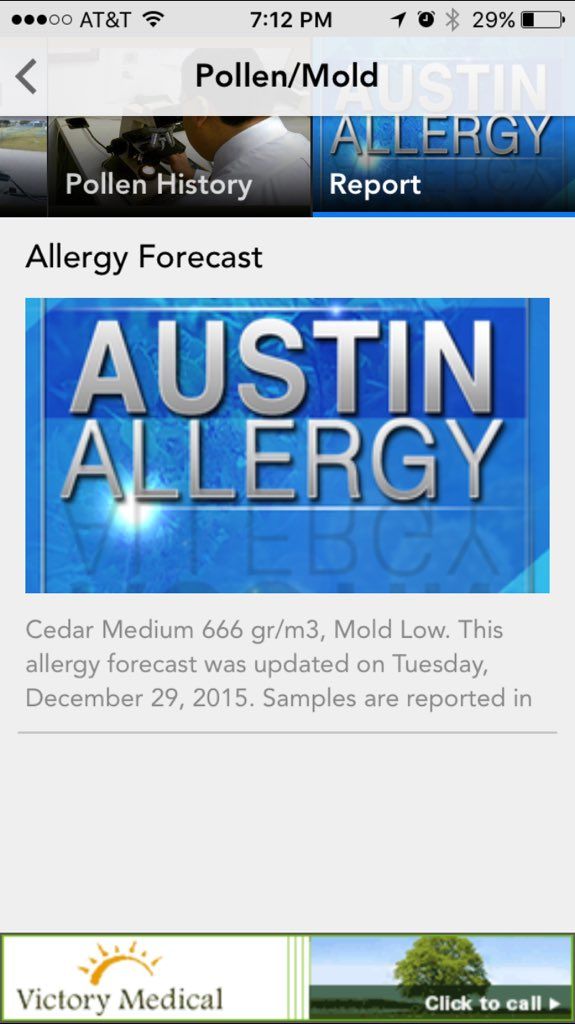 AT&T 7:12 PM 29%
Pollen/Mold
AUSTIN
ALLERGY
Pollen History
Report
Allergy Forecast
AUSTIN
ALLERGY
Cedar Medium 666 gr/m3, Mold Low. This
allergy forecast was updated on Tuesday,
December 29, 2015. Samples are reported in
Victory Medical
Click to call